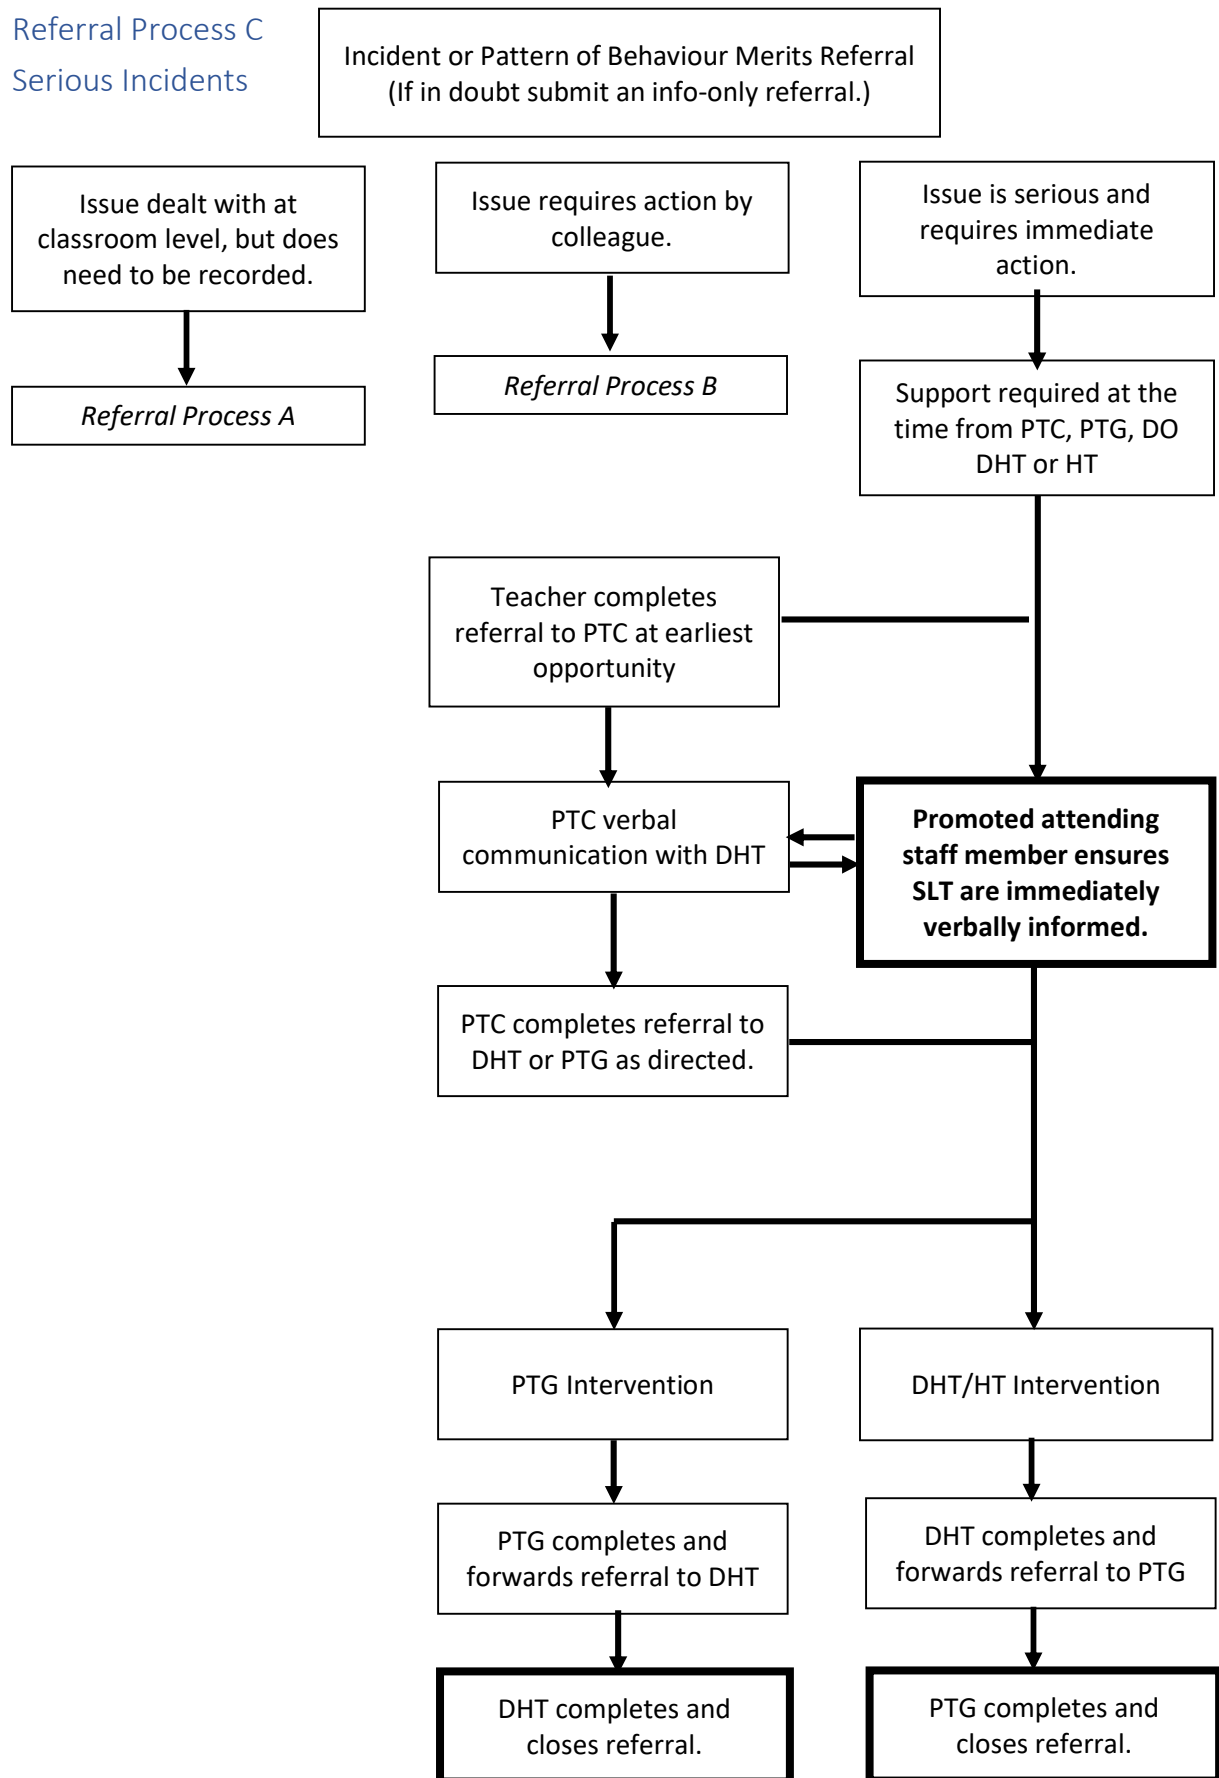 Referral Process C
Serious Incidents
Incident or Pattern of Behaviour Merits Referral
(If in doubt submit an info-only referral.)
Issue dealt with at
classroom level, but does
need to be recorded.
Issue requires action by
colleague.
Issue is serious and
requires immediate
action.
Referral Process A
Referral Process B
Support required at the
time from PTC, PTG, DO
DHT or HT
Teacher completes
referral to PTC at earliest
opportunity
PTC verbal
communication with DHT
Promoted attending
staff member ensures
SLT are immediately
verbally informed.
PTC completes referral to
DHT or PTG as directed.
PTG Intervention
DHT/HT Intervention
PTG completes and
forwards referral to DHT
DHT completes and
forwards referral to PTG
DHT completes and
closes referral.
PTG completes and
closes referral.